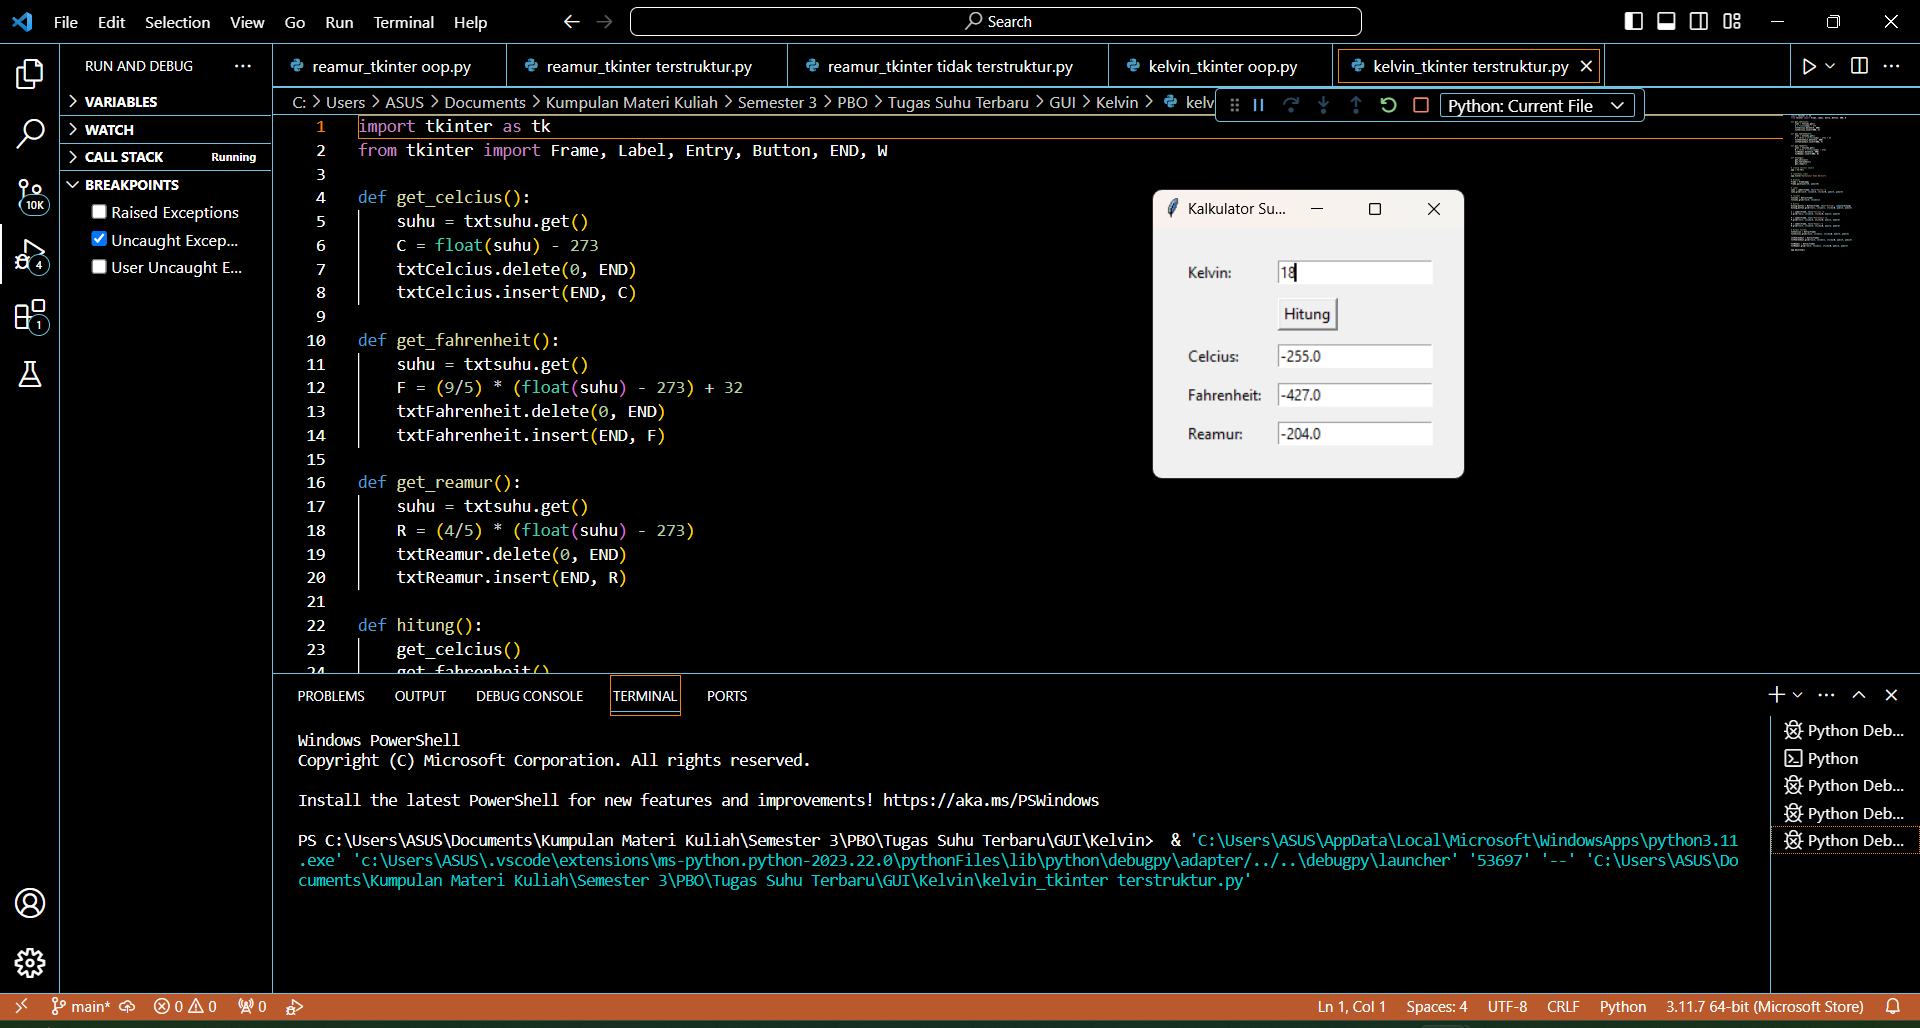 File Edit Selection View Go Run Terminal Help
Search
RUN AND DEBUG
reamur_tkinter oop.py
reamur_tkinter terstruktur.py
reamur_tkinter tidak terstruktur.py
kelvin_tkinter oop.py
kelvin_tkinter terstruktur.py
C: > Users > ASUS > Documents > Kumpulan Materi Kuliah > Semester 3 > PBO > Tugas Suhu Terbaru > GUI > Kelvin > kelv
Python: Current File
VARIABLES
WATCH
CALL STACK Running
BREAKPOINTS
Raised Exceptions
Uncaught Excep...
User Uncaught E...
10K
4
1
1 import tkinter as tk
2 from tkinter import Frame, Label, Entry, Button, END, W
3
4 def get_celcius():
5 suhu = txtsuhu.get()
6 C = float(suhu) - 273
7 txtCelcius.delete(0, END)
8 txtCelcius.insert(END, C)
9
10 def get_fahrenheit():
11 suhu = txtsuhu.get()
12 F = (9/5) * (float(suhu) - 273) + 32
13 txtFahrenheit.delete(0, END)
14 txtFahrenheit.insert(END, F)
15
16 def get_reamur():
17 suhu = txtsuhu.get()
18 R = (4/5) * (float(suhu) - 273)
19 txtReamur.delete(0, END)
20 txtReamur.insert(END, R)
21
22 def hitung():
23 get_celcius()
24 get_fahrenheit()
Kalkulator Su...
Kelvin: 18
Hitung
Celcius: -255.0
Fahrenheit: -427.0
Reamur: -204.0
PROBLEMS OUTPUT DEBUG CONSOLE TERMINAL PORTS
Windows PowerShell
Copyright (C) Microsoft Corporation. All rights reserved.
Install the latest PowerShell for new features and improvements! https://aka.ms/PSWindows
PS C:\Users\ASUS\Documents\Kumpulan Materi Kuliah\Semester 3\PBO\Tugas Suhu Terbaru\GUI\Kelvin> & 'C:\Users\ASUS\AppData\Local\Microsoft\WindowsApps\python3.11
.exe' 'c:\Users\ASUS\.vscode\extensions\ms-python.python-2023.22.0\pythonFiles\lib\python\debugpy\adapter/../..\debugpy\launcher' '53697' '--' 'C:\Users\ASUS\Do
cuments\Kumpulan Materi Kuliah\Semester 3\PBO\Tugas Suhu Terbaru\GUI\Kelvin\kelvin_tkinter terstruktur.py'
Python Deb...
Python
Python Deb...
Python Deb...
Python Deb...
main* 0 0 0
Ln 1, Col 1 Spaces: 4 UTF-8 CRLF Python 3.11.7 64-bit (Microsoft Store)